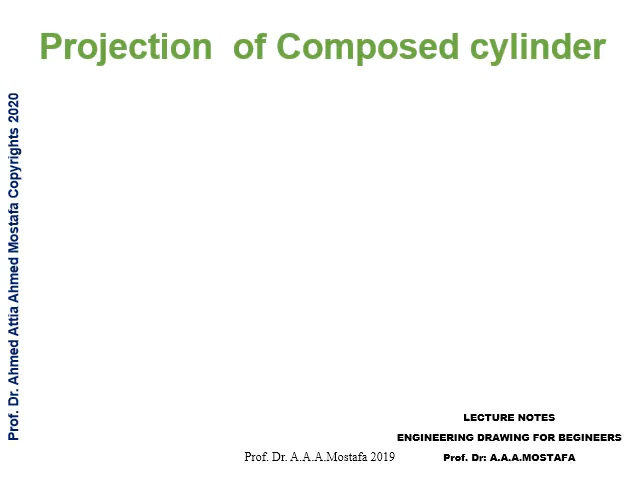 Projection of Composed cylinder
Prof. Dr. Ahmed Attia Ahmed Mostafa Copyrights 2020
LECTURE NOTES
ENGINEERING DRAWING FOR BEGINEERS
Prof. Dr. A.A.A.Mostafa 2019
Prof. Dr: A.A.A.MOSTAFA